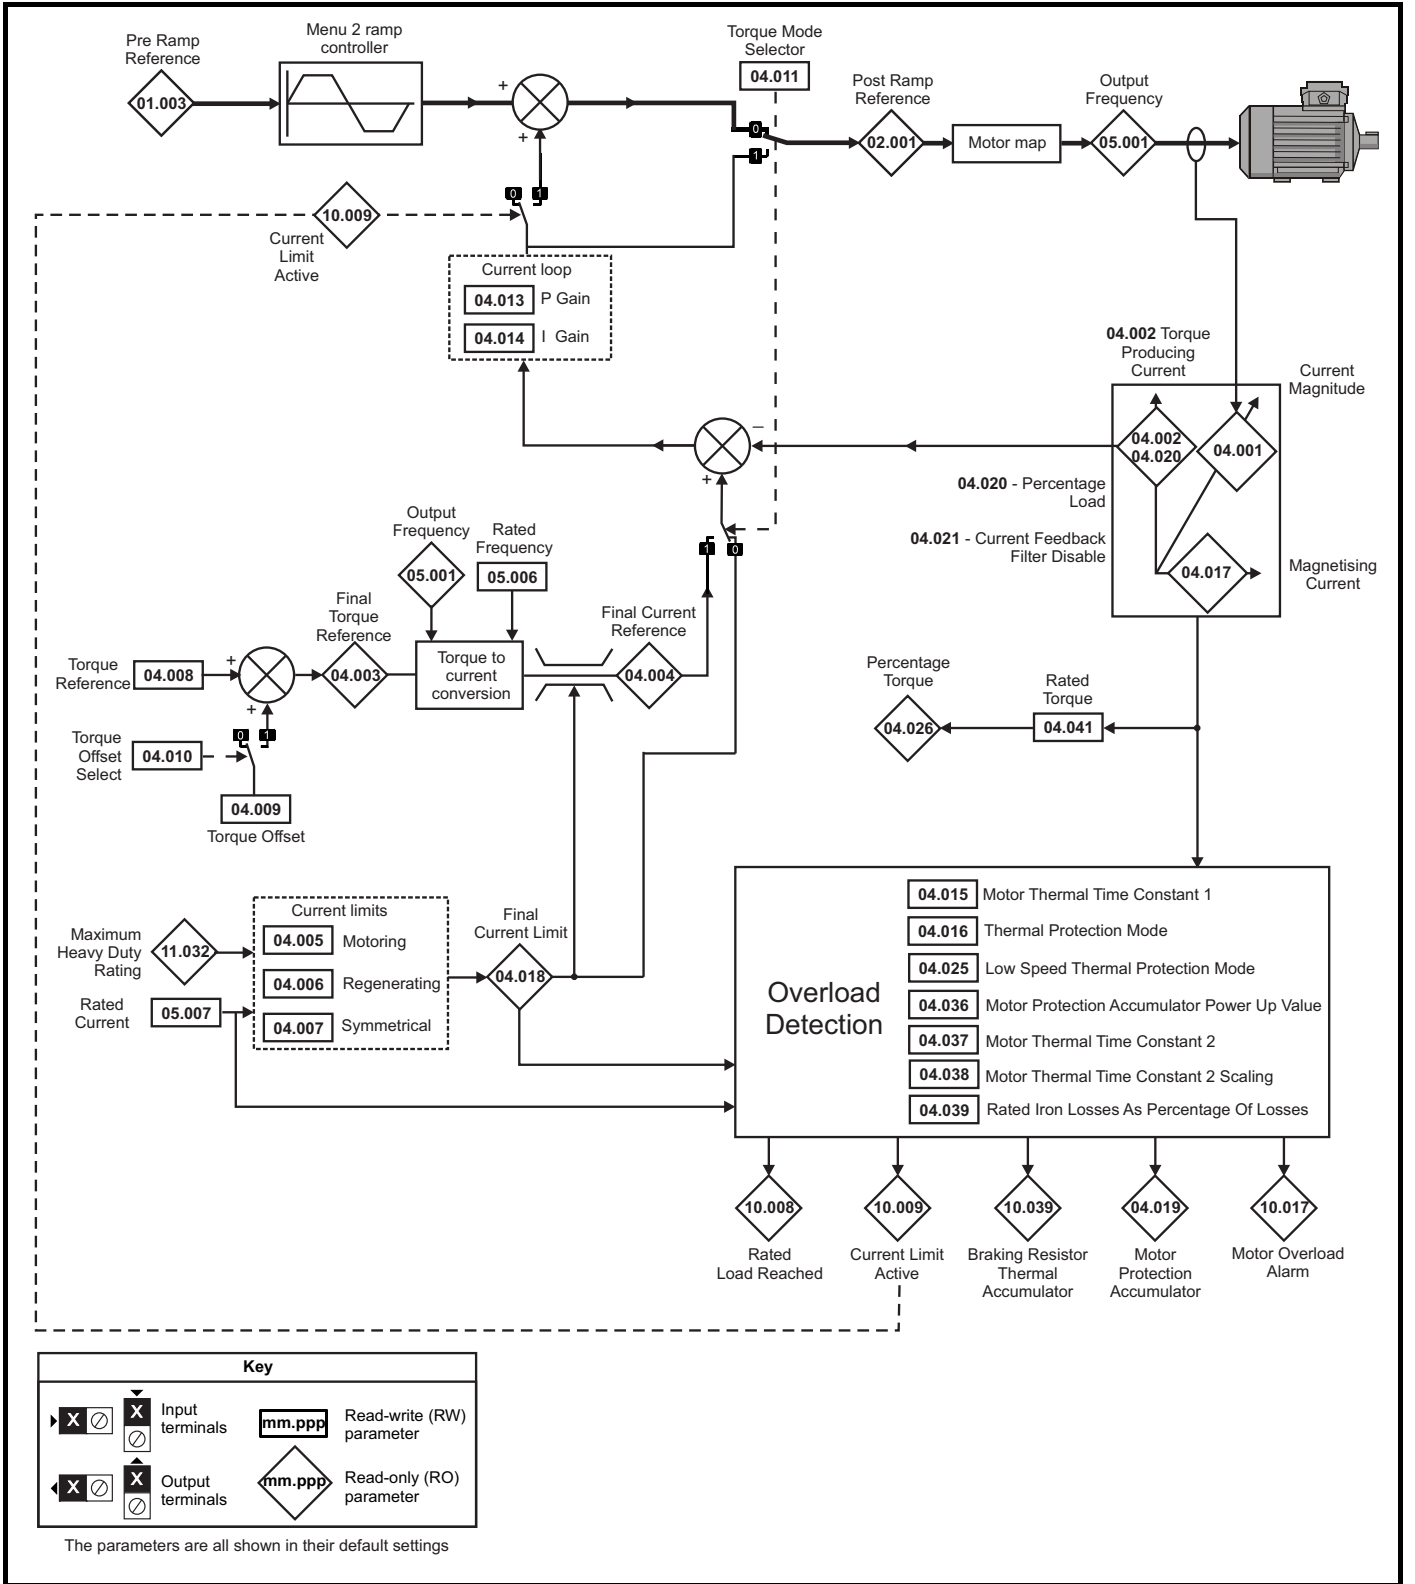 Pre Ramp
Reference
01.003
Menu 2 ramp
controller
+
+
Torque Mode
Selector
04.011
0
1
Post Ramp
Reference
02.001
Motor map
Output
Frequency
05.001
0
1
10.009
Current
Limit
Active
Current loop
04.013 P Gain
04.014 I Gain
04.002 Torque
Producing
Current
Current
Magnitude
04.002
04.020
04.001
04.020 - Percentage
Load
04.021 - Current Feedback
Filter Disable
04.017
Magnetising
Current
–
+
1
0
Output
Frequency
05.001
Rated
Frequency
05.006
Final
Torque
Reference
04.003
Torque to
current
conversion
Final Current
Reference
04.004
Torque
Reference
04.008
+
+
0
1
Torque
Offset
Select
04.010
04.009
Torque Offset
Percentage
Torque
04.026
Rated
Torque
04.041
Maximum
Heavy Duty
Rating
11.032
Rated
Current
05.007
Current limits
04.005 Motoring
04.006 Regenerating
04.007 Symmetrical
Final
Current Limit
04.018
Overload
Detection
04.015 Motor Thermal Time Constant 1
04.016 Thermal Protection Mode
04.025 Low Speed Thermal Protection Mode
04.036 Motor Protection Accumulator Power Up Value
04.037 Motor Thermal Time Constant 2
04.038 Motor Thermal Time Constant 2 Scaling
04.039 Rated Iron Losses As Percentage Of Losses
10.008
Rated
Load Reached
10.009
Current Limit
Active
10.039
Braking Resistor
Thermal
Accumulator
04.019
Motor
Protection
Accumulator
10.017
Motor Overload
Alarm
Key
X
X
Input
terminals
mm.ppp
Read-write (RW)
parameter
X
X
Output
terminals
mm.ppp
Read-only (RO)
parameter
The parameters are all shown in their default settings